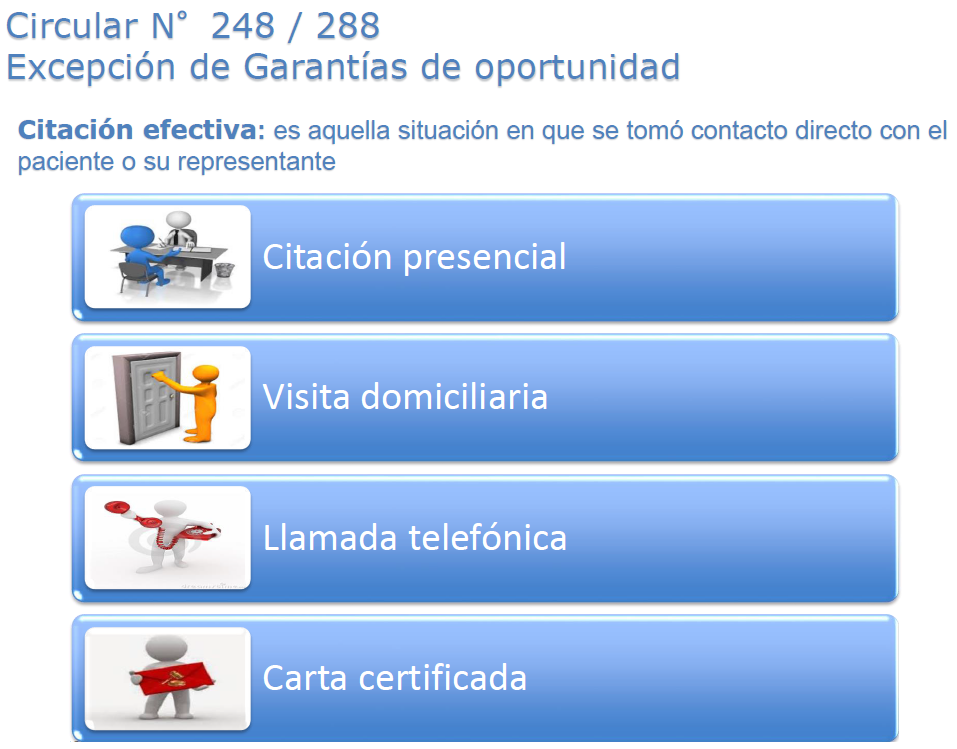 Circular N° 248 / 288
Excepción de Garantías de oportunidad
Citación efectiva: es aquella situación en que se tomó contacto directo con el
paciente o su representante
Citación presencial
Visita domiciliaria
Llamada telefónica
Carta certificada